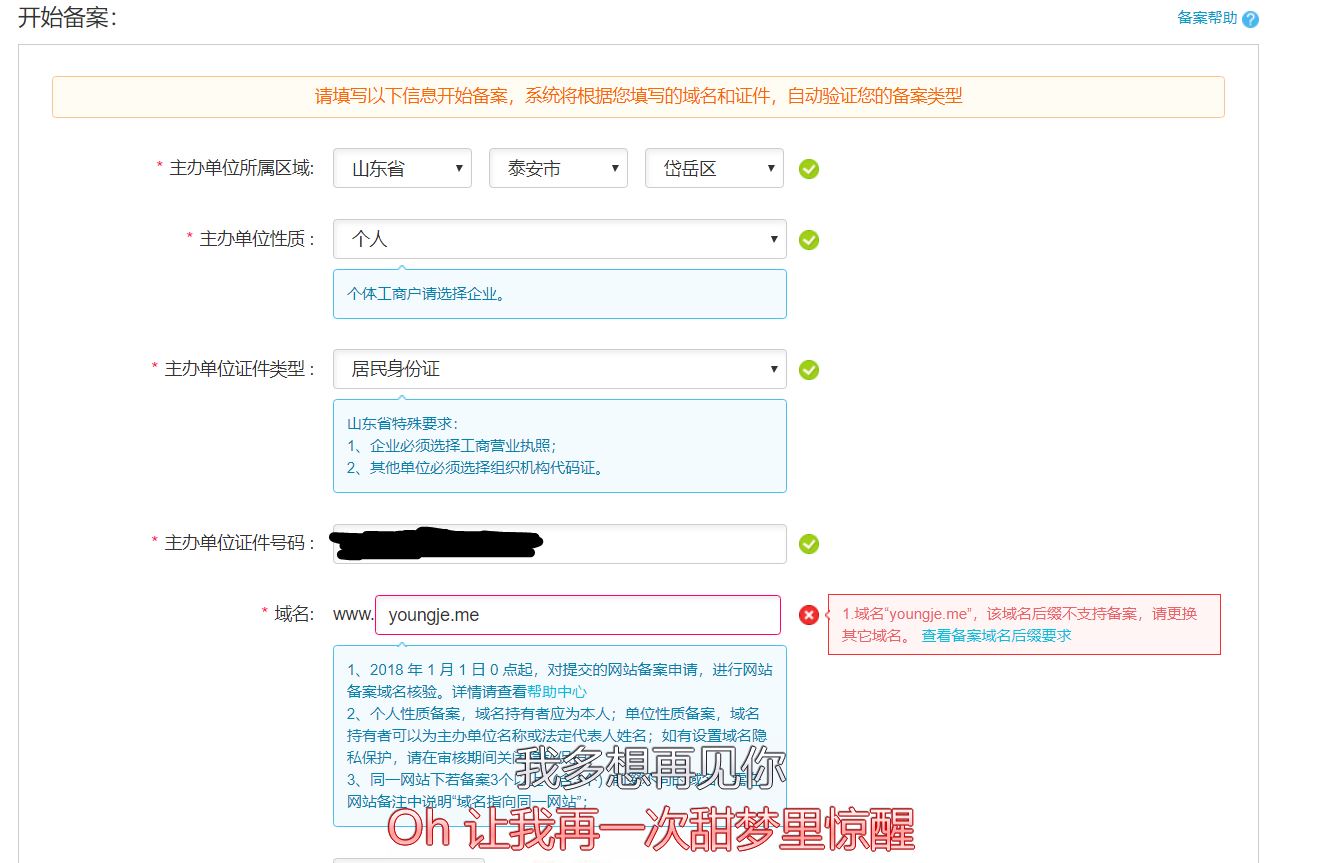 开始备案：
备案帮助 ?
请填写以下信息开始备案，系统将根据您填写的域名和证件，自动验证您的备案类型
* 主办单位所属区域: 山东省 泰安市 岱岳区
* 主办单位性质 : 个人
个体工商户请选择企业。
* 主办单位证件类型 : 居民身份证
山东省特殊要求：
1、企业必须选择工商营业执照；
2、其他单位必须选择组织机构代码证。
* 主办单位证件号码 :
* 域名: www. youngje.me
1.域名“youngje.me”，该域名后缀不支持备案，请更换
其它域名。 查看备案域名后缀要求
1、2018 年 1 月 1 日 0 点起，对提交的网站备案申请，进行网站
备案域名核验。详情请查看帮助中心
2、个人性质备案，域名持有者应为本人；单位性质备案，域名
持有者可以为主办单位名称或法定代表人姓名；如有设置域名隐
私保护，请在审核期间关闭
我多想再见你
3、同一网站下若备案3个
网站备注中说明“域名指向同一网站”；
Oh 让我再一次甜梦里惊醒